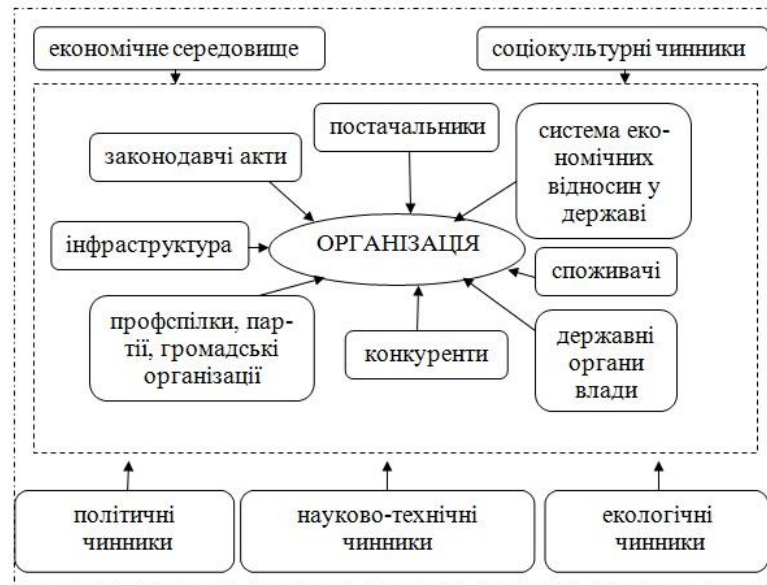 економічне середовище
соціокультурні чинники
постачальники
законодавчі акти
система еко-
номічних
відносин у
державі
інфраструктура
ОРГАНІЗАЦІЯ
споживачі
профспілки, пар-
тії, громадські
організації
конкуренти
державні
органи
влади
політичні
чинники
науково-технічні
чинники
екологічні
чинники